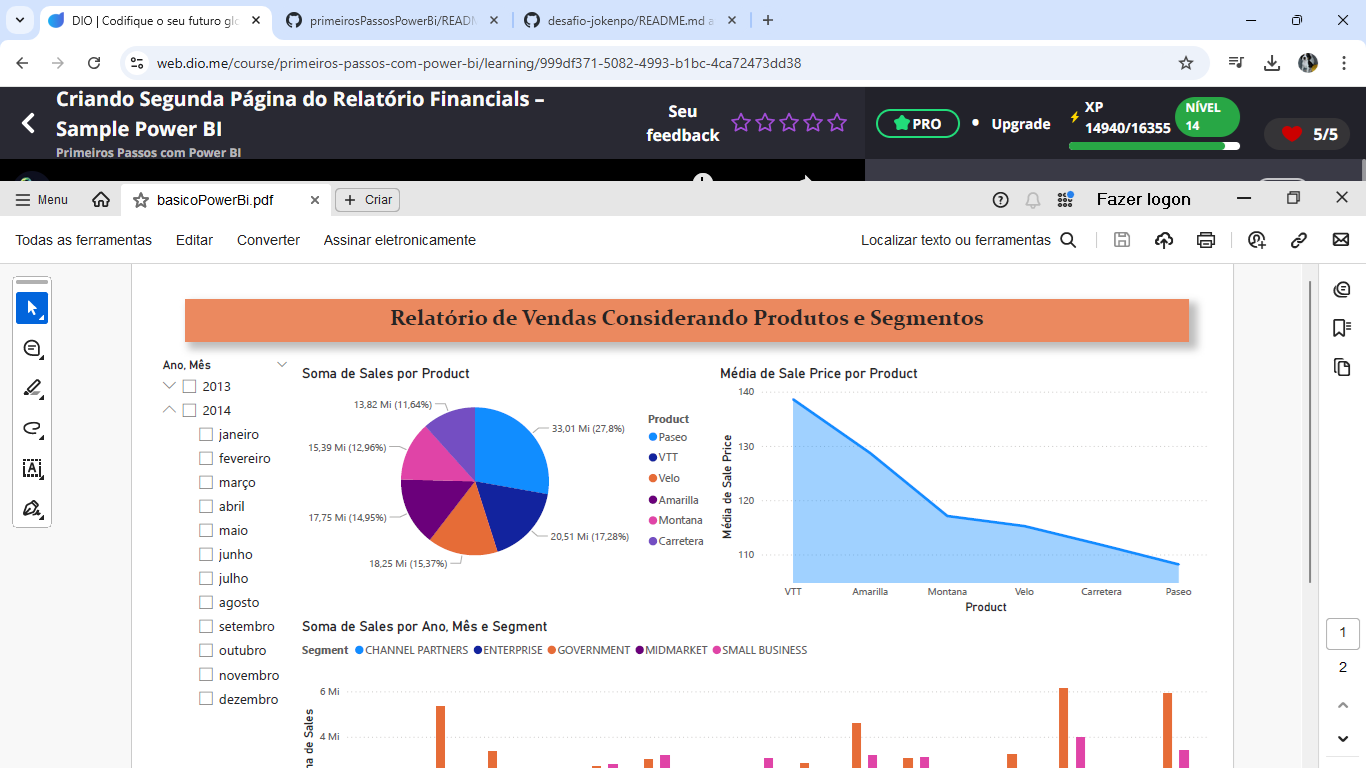 DIO | Codifique o seu futuro glo
primeirosPassosPowerBi/READM
desafio-jokenpo/README.md a
web.dio.me/course/primeiros-passos-com-power-bi/learning/999df371-5082-4993-b1bc-4ca72473dd38
Criando Segunda Página do Relatório Financials –
Sample Power BI
Primeiros Passos com Power BI
Seu
feedback
PRO
Upgrade
XP
14940/16355
NÍVEL
14
5/5
Menu
basicoPowerBi.pdf
Criar
Fazer logon
Todas as ferramentas
Editar
Converter
Assinar eletronicamente
Localizar texto ou ferramentas
Relatório de Vendas Considerando Produtos e Segmentos
Ano, Mês
2013
2014
janeiro
fevereiro
março
abril
maio
junho
julho
agosto
setembro
outubro
novembro
dezembro
Soma de Sales por Product
13,82 Mi (11,64%)
33,01 Mi (27,8%)
15,39 Mi (12,96%)
17,75 Mi (14,95%)
20,51 Mi (17,28%)
18,25 Mi (15,37%)
Product
Paseo
VTT
Velo
Amarilla
Montana
Carretera
Média de Sale Price por Product
Média de Sale Price
140
130
120
110
VTT
Amarilla
Montana
Velo
Carretera
Paseo
Product
Soma de Sales por Ano, Mês e Segment
Segment
CHANNEL PARTNERS
ENTERPRISE
GOVERNMENT
MIDMARKET
SMALL BUSINESS
6 Mi
4 Mi
de Sales
1
2